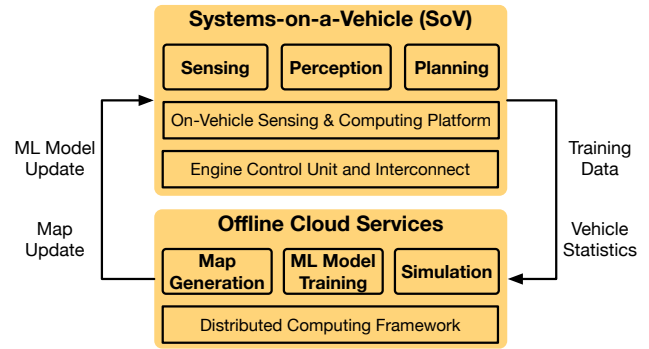 Systems-on-a-Vehicle (SoV)
Sensing
Perception
Planning
On-Vehicle Sensing & Computing Platform
Engine Control Unit and Interconnect
ML Model
Update
Map
Update
Training
Data
Vehicle
Statistics
Offline Cloud Services
Map
Generation
ML Model
Training
Simulation
Distributed Computing Framework